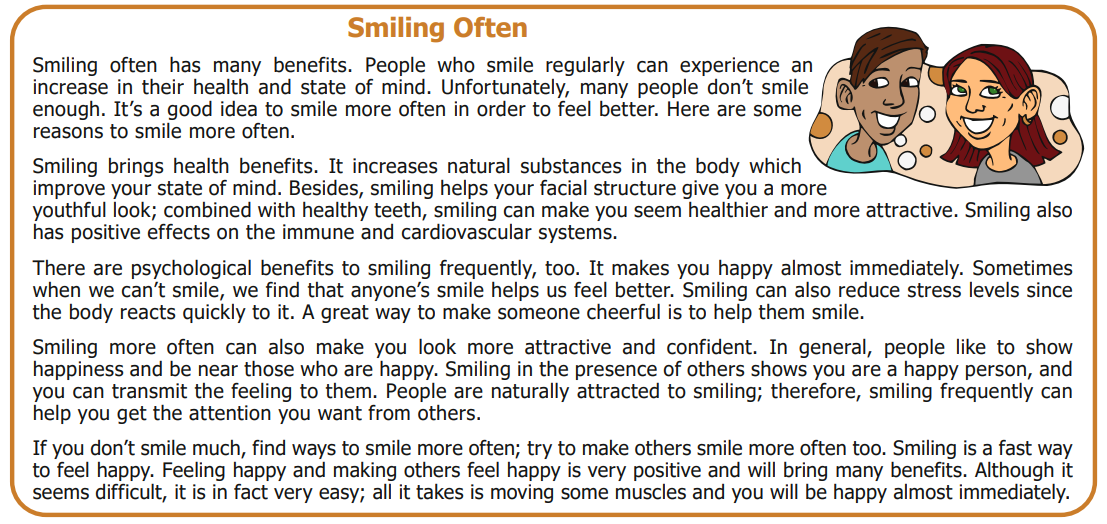 Smiling Often
Smiling often has many benefits. People who smile regularly can experience an
increase in their health and state of mind. Unfortunately, many people don’t smile
enough. It’s a good idea to smile more often in order to feel better. Here are some
reasons to smile more often.
Smiling brings health benefits. It increases natural substances in the body which
improve your state of mind. Besides, smiling helps your facial structure give you a more
youthful look; combined with healthy teeth, smiling can make you seem healthier and more attractive. Smiling also
has positive effects on the immune and cardiovascular systems.
There are psychological benefits to smiling frequently, too. It makes you happy almost immediately. Sometimes
when we can’t smile, we find that anyone’s smile helps us feel better. Smiling can also reduce stress levels since
the body reacts quickly to it. A great way to make someone cheerful is to help them smile.
Smiling more often can also make you look more attractive and confident. In general, people like to show
happiness and be near those who are happy. Smiling in the presence of others shows you are a happy person, and
you can transmit the feeling to them. People are naturally attracted to smiling; therefore, smiling frequently can
help you get the attention you want from others.
If you don’t smile much, find ways to smile more often; try to make others smile more often too. Smiling is a fast way
to feel happy. Feeling happy and making others feel happy is very positive and will bring many benefits. Although it
seems difficult, it is in fact very easy; all it takes is moving some muscles and you will be happy almost immediately.